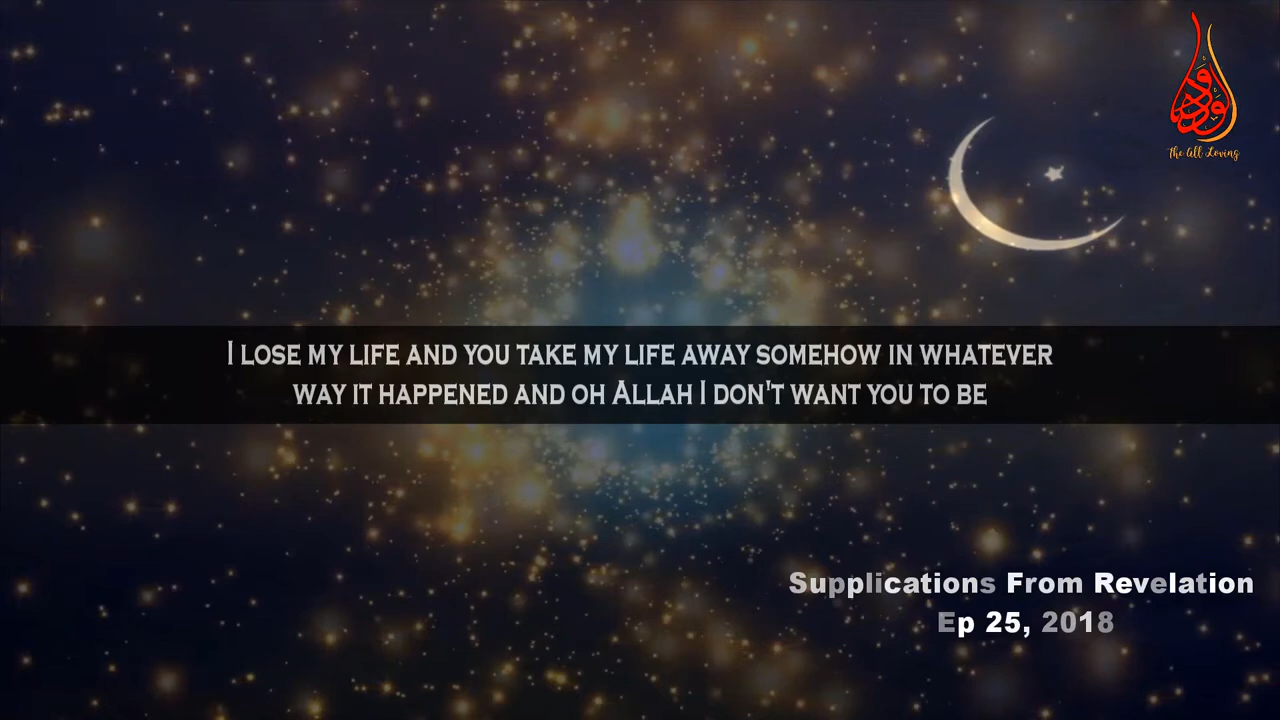 ودود
The All Loving
I LOSE MY LIFE AND YOU TAKE MY LIFE AWAY SOMEHOW IN WHATEVER
WAY IT HAPPENED AND OH ALLAH I DON'T WANT YOU TO BE
Supplications From Revelation
Ep 25, 2018